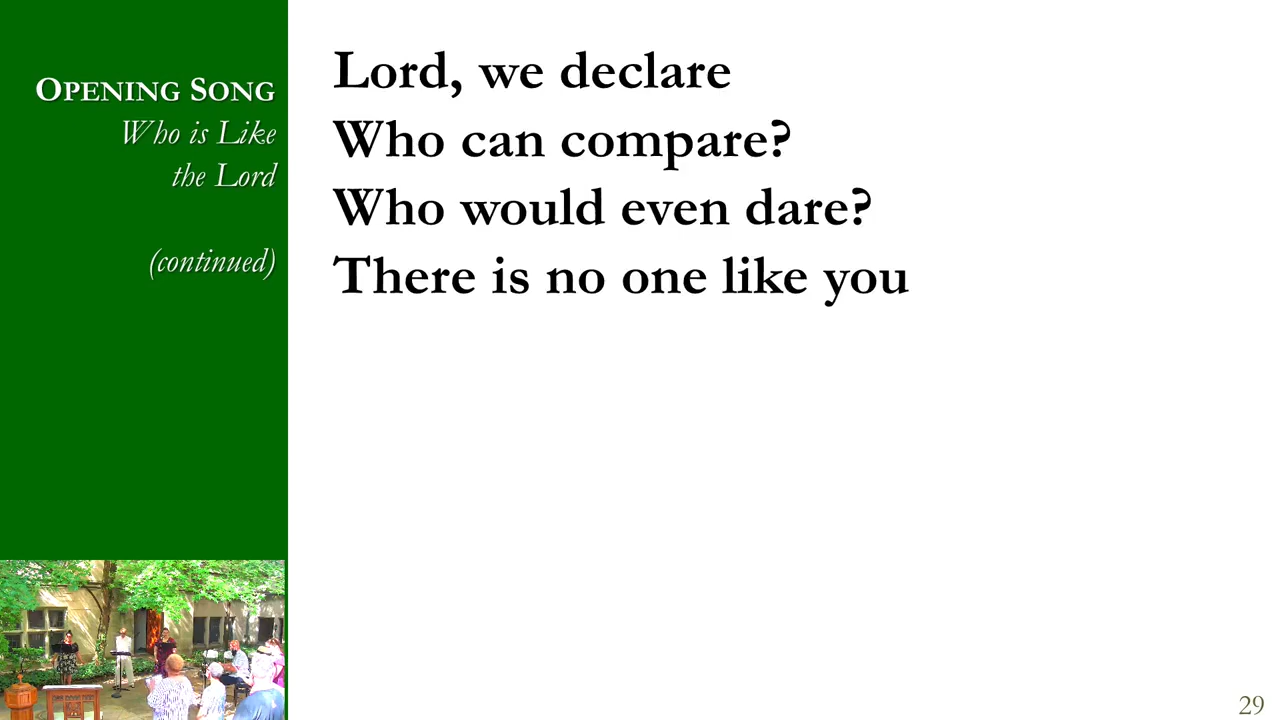 OPENING SONG
Who is Like
the Lord
(continued)
Lord, we declare
Who can compare?
Who would even dare?
There is no one like you
29